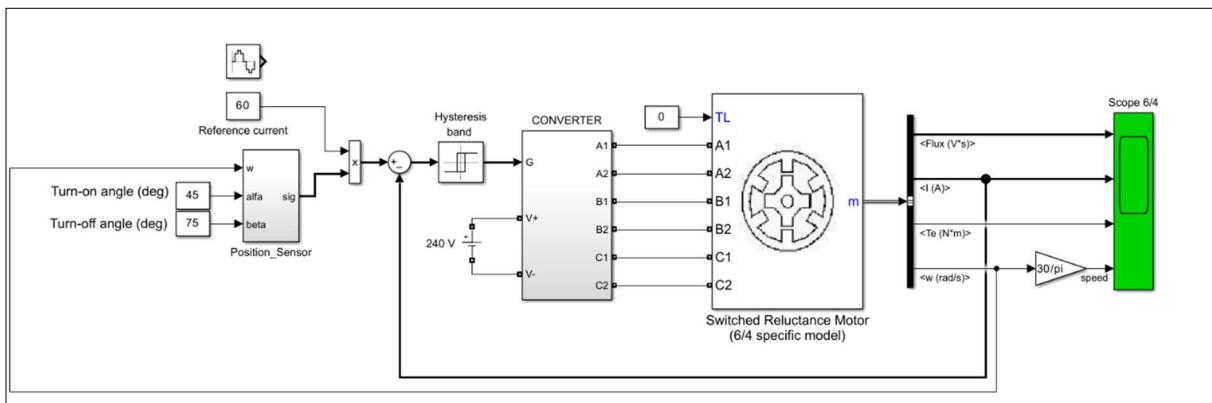 60
Reference current
w
Turn-on angle (deg)
45
alfa
sig
Turn-off angle (deg)
75
beta
Position_Sensor
x
+
−
Hysteresis
band
CONVERTER
G
V+
V-
240 V
+
A1
A2
B1
B2
C1
C2
0
TL
A1
A2
B1
B2
C1
C2
m
Switched Reluctance Motor
(6/4 specific model)
<Flux (V*s)>
<I (A)>
<Te (N*m)>
<w (rad/s)>
30/pi
speed
Scope 6/4